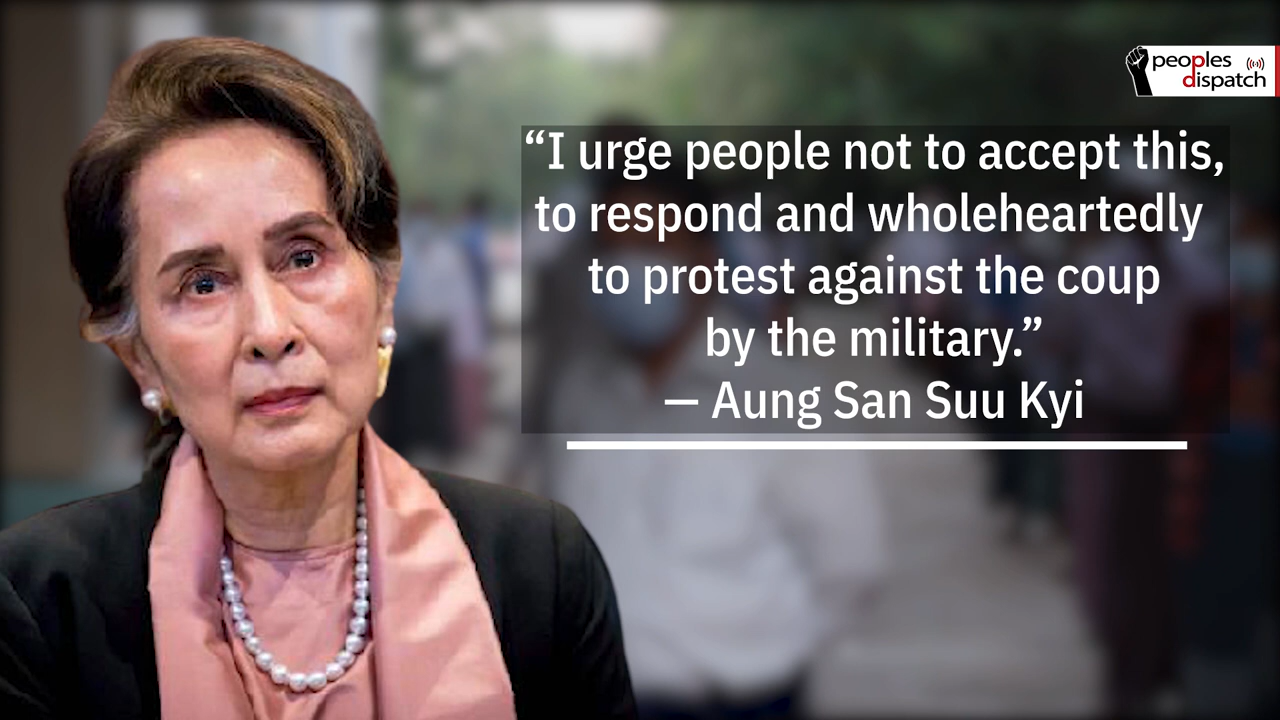 peoples
dispatch
“I urge people not to accept this,
to respond and wholeheartedly
to protest against the coup
by the military.”
— Aung San Suu Kyi